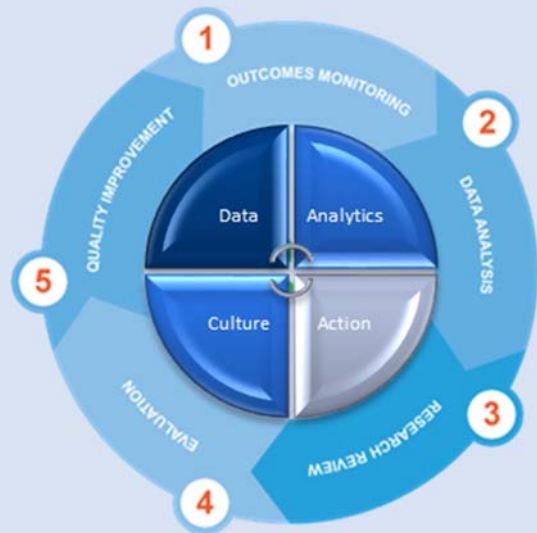 1
OUTCOMES MONITORING
2
DATA ANALYSIS
3
RESEARCH REVIEW
4
EVALUATION
5
QUALITY IMPROVEMENT
Data
Analytics
Culture
Action